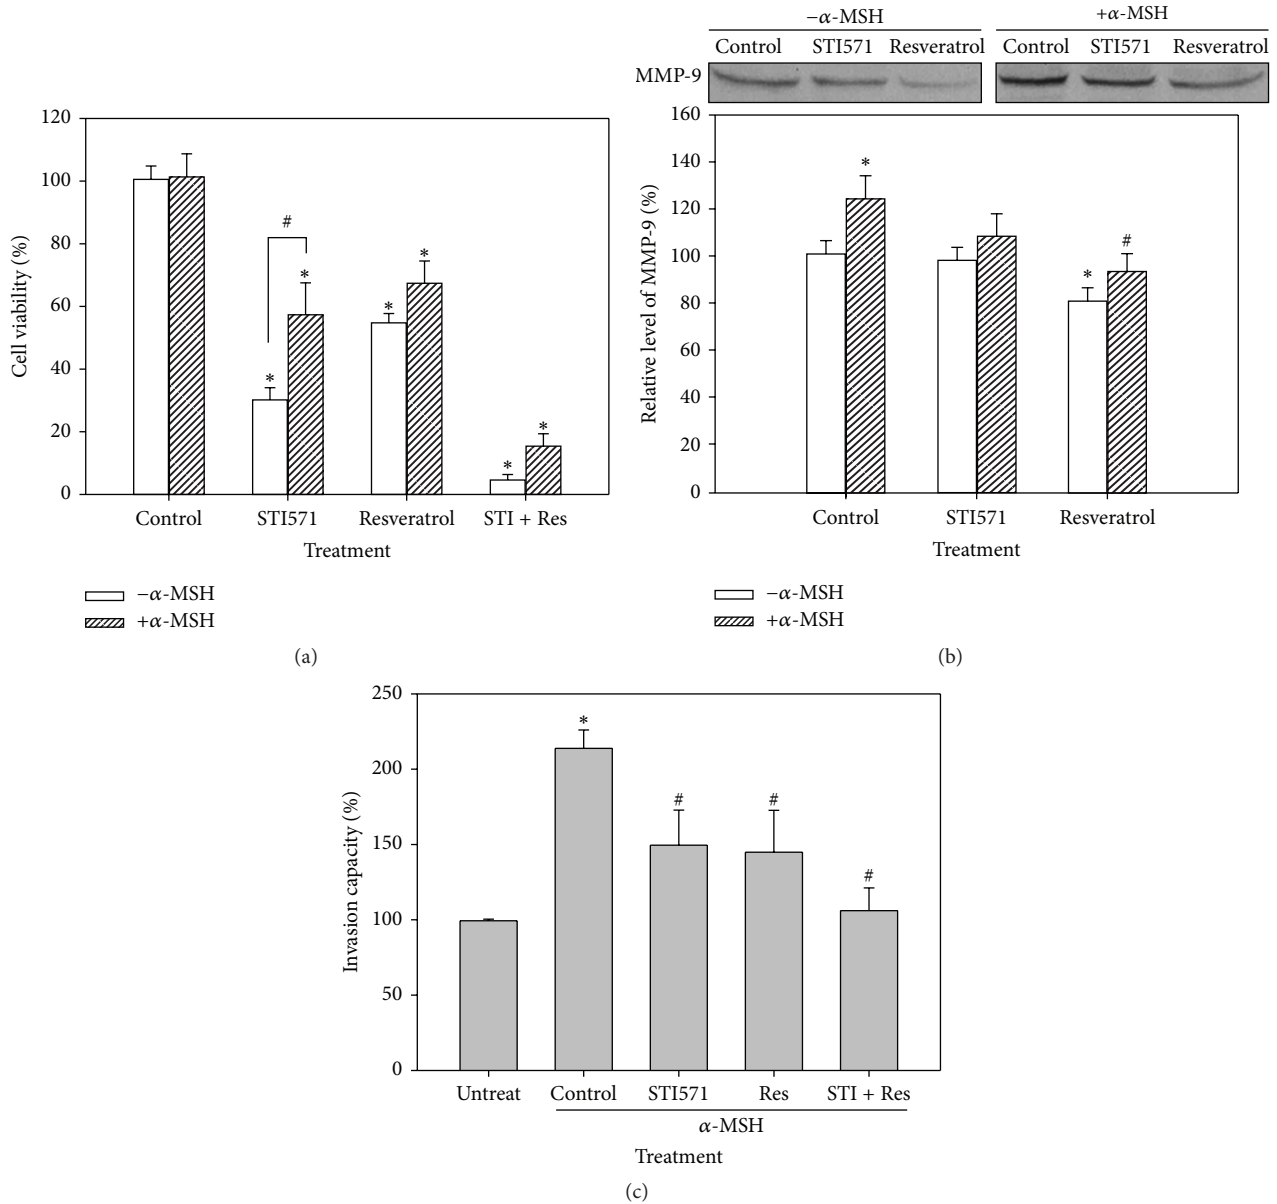 −α-MSH
+α-MSH
Control STI571 Resveratrol
Control STI571 Resveratrol
MMP-9
120
100
80
60
40
20
0
Cell viability (%)
*
#
*
*
*
*
*
Control STI571 Resveratrol STI + Res
Treatment
−α-MSH
+α-MSH
(a)
160
140
120
100
80
60
40
20
0
Relative level of MMP-9 (%)
*
*
#
Control STI571 Resveratrol
Treatment
−α-MSH
+α-MSH
(b)
250
200
150
100
50
0
Invasion capacity (%)
*
#
#
#
Untreat Control STI571 Res STI + Res
α-MSH
Treatment
(c)